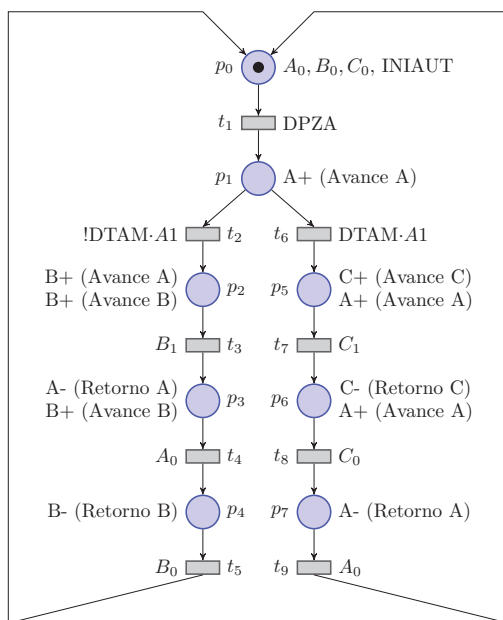 p₀ A₀, B₀, C₀, INIAUT
t₁ DPZA
p₁ A+ (Avance A)
!DTAM·A1 t₂ t₆ DTAM·A1
B+ (Avance A) C+ (Avance C)
p₂ p₅
B+ (Avance B) A+ (Avance A)
B₁ t₃ t₇ C₁
A- (Retorno A) C- (Retorno C)
p₃ p₆
B+ (Avance B) A+ (Avance A)
A₀ t₄ t₈ C₀
B- (Retorno B) p₄ p₇ A- (Retorno A)
B₀ t₅ t₉ A₀